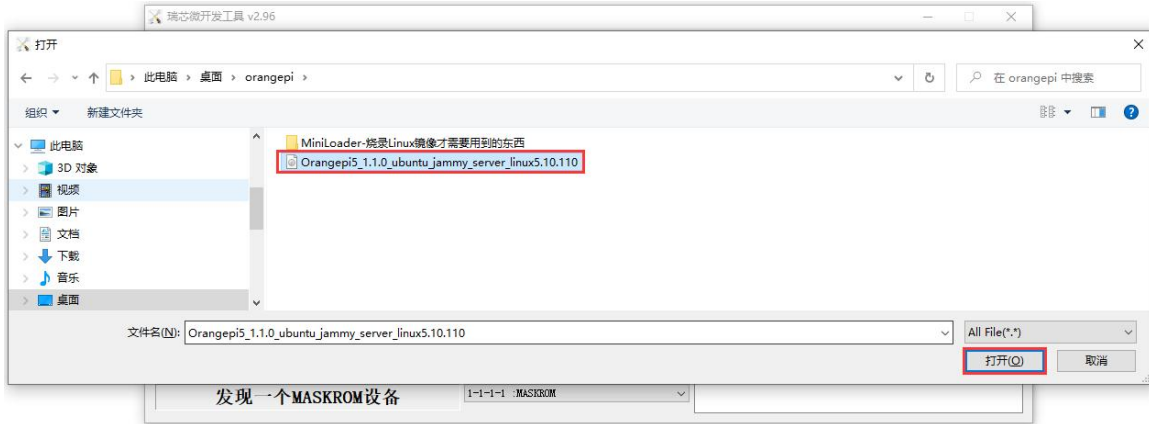 瑞芯微开发工具 v2.96
打开
此电脑 › 桌面 › orangepi ›
在 orangepi 中搜索
组织 新建文件夹
此电脑
3D 对象
视频
图片
文档
下载
音乐
桌面
MiniLoader-烧录Linux镜像才需要用到的东西
Orangepi5_1.1.0_ubuntu_jammy_server_linux5.10.110
文件名(N): Orangepi5_1.1.0_ubuntu_jammy_server_linux5.10.110
All File(*.*)
打开(O) 取消
发现一个MASKROM设备
1-1-1-1 :MASKROM